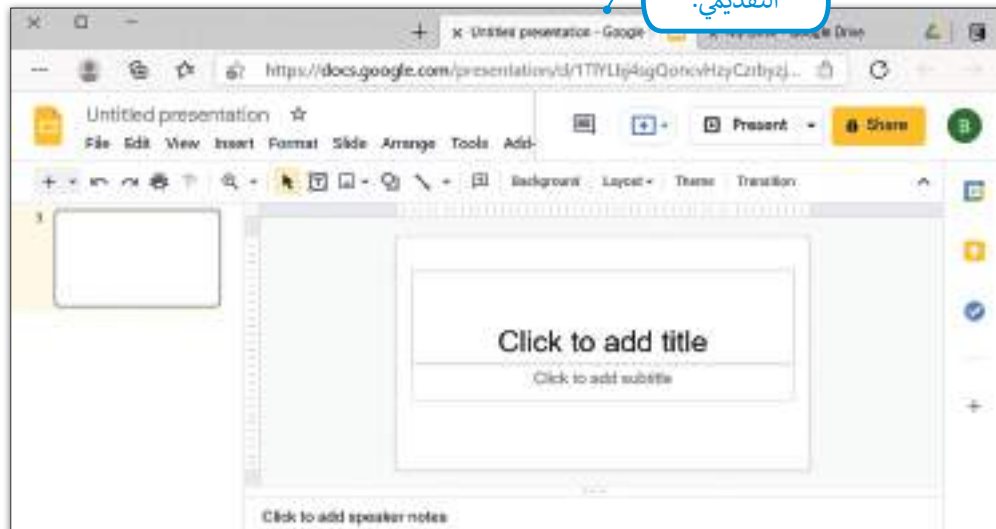 التقديمي.
Untitled presentation - Google
Google Drive
https://docs.google.com/presentation/d/
Untitled presentation
File Edit View Insert Format Slide Arrange Tools Add-
Present
Share
B
Background Layout Theme Transition
1
Click to add title
Click to add subtitle
Click to add speaker notes